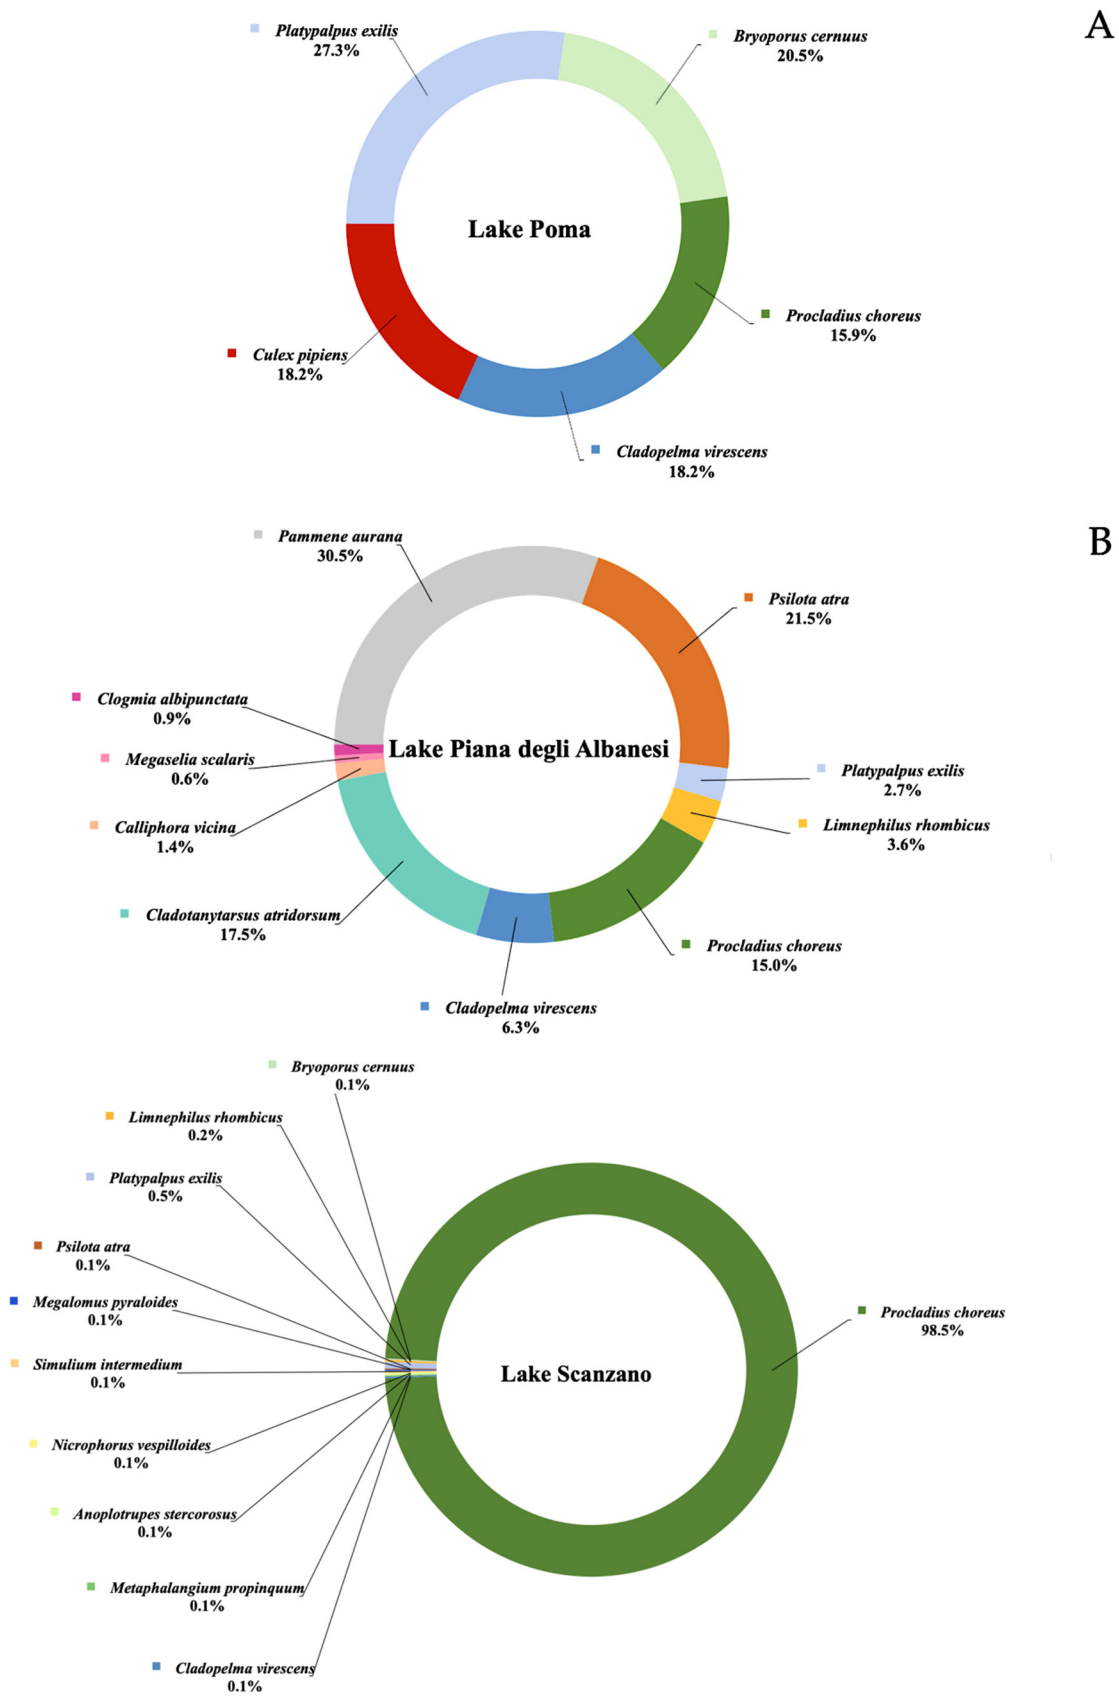 A
Platypalpus exilis
27.3%
Bryoporus cernuus
20.5%
Lake Poma
Procladius choreus
15.9%
Culex pipiens
18.2%
Cladopelma virescens
18.2%
B
Pammene aurana
30.5%
Psilota atra
21.5%
Clogmia albipunctata
0.9%
Lake Piana degli Albanesi
Megaselia scalaris
0.6%
Platypalpus exilis
2.7%
Calliphora vicina
1.4%
Limnephilus rhombicus
3.6%
Cladotanytarsus atridorsum
17.5%
Procladius choreus
15.0%
Cladopelma virescens
6.3%
Bryoporus cernuus
0.1%
Limnephilus rhombicus
0.2%
Platypalpus exilis
0.5%
Psilota atra
0.1%
Megalomus pyraloides
0.1%
Procladius choreus
98.5%
Simulium intermedium
0.1%
Lake Scanzano
Nicrophorus vespilloides
0.1%
Anoplotrupes stercorosus
0.1%
Metaphalangium propinquum
0.1%
Cladopelma virescens
0.1%